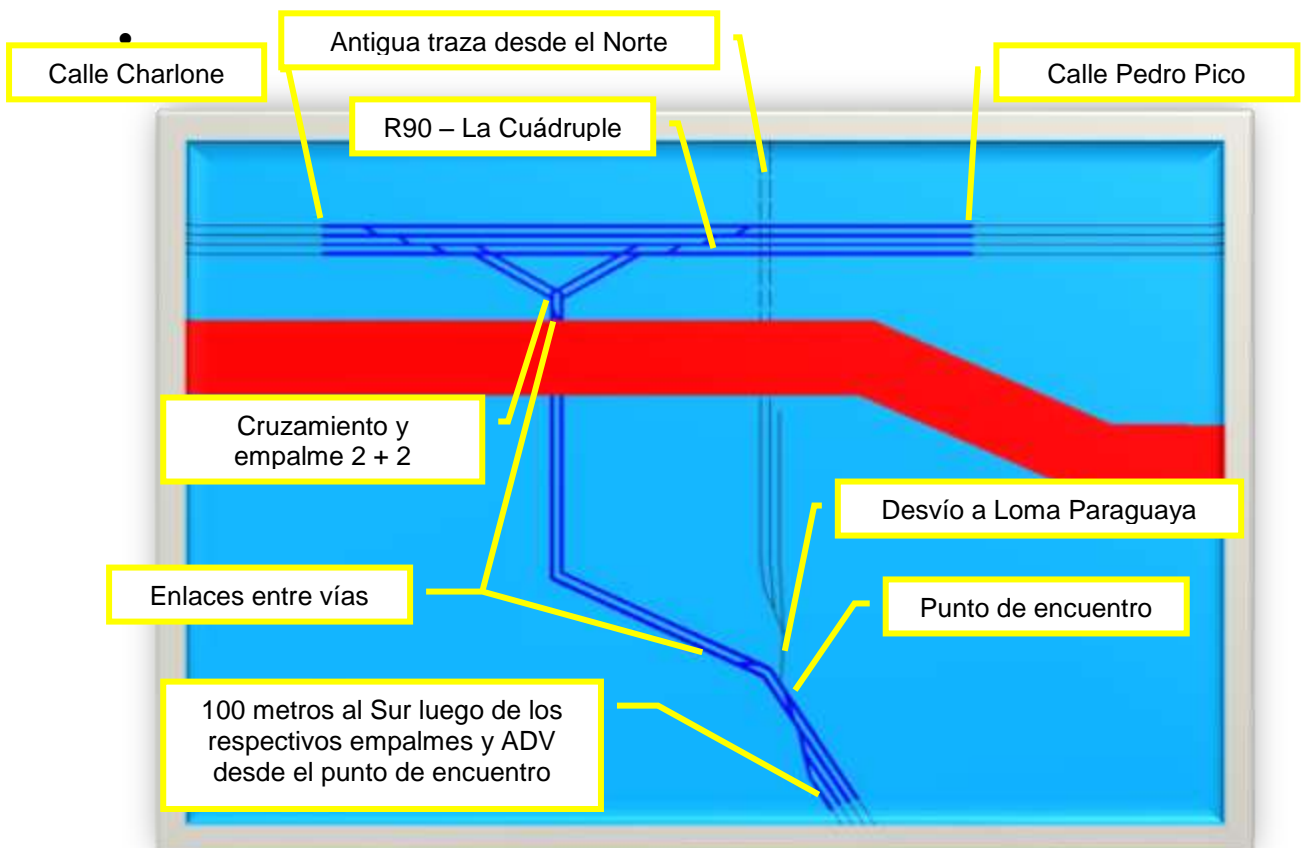 Antigua traza desde el Norte
Calle Charlone
Calle Pedro Pico
R90 – La Cuádruple
Cruzamiento y
empalme 2 + 2
Desvío a Loma Paraguaya
Enlaces entre vías
Punto de encuentro
100 metros al Sur luego de los
respectivos empalmes y ADV
desde el punto de encuentro